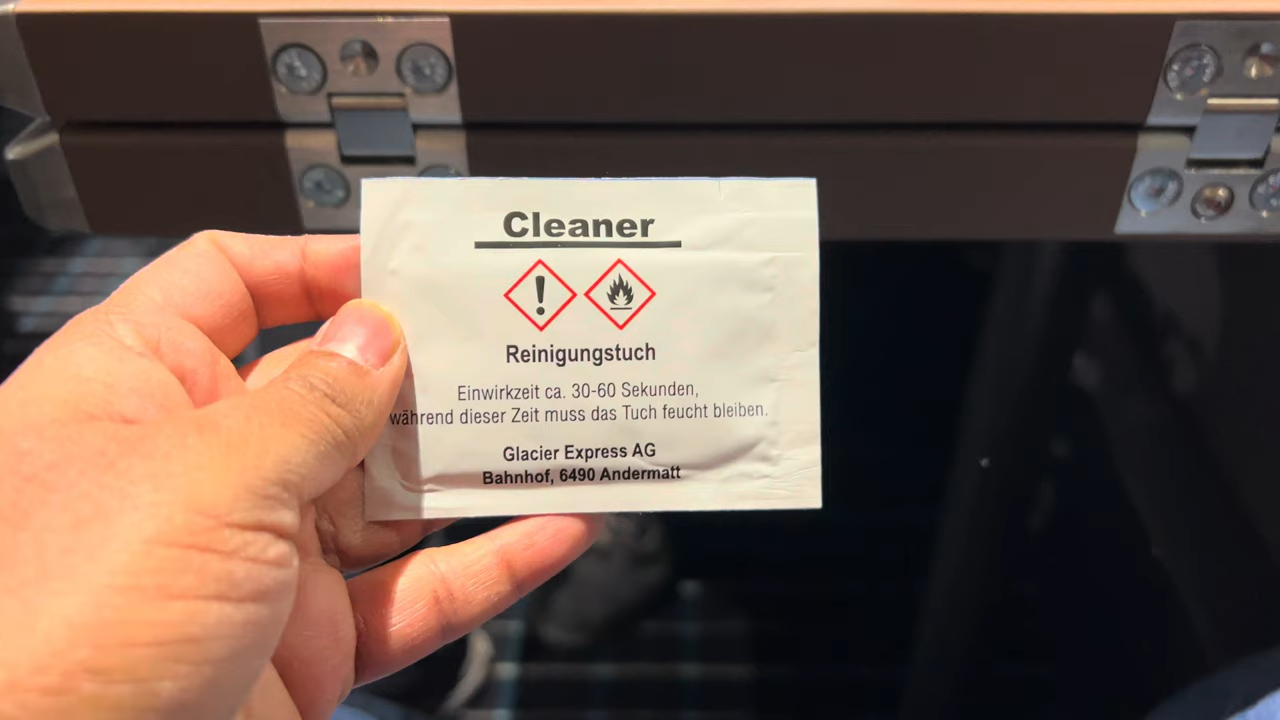 Cleaner
Reinigungstuch
Einwirkzeit ca. 30-60 Sekunden,
während dieser Zeit muss das Tuch feucht bleiben.
Glacier Express AG
Bahnhof, 6490 Andermatt